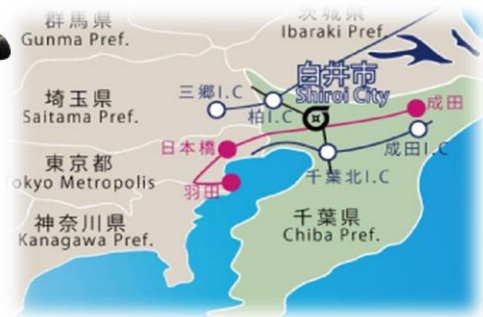 群馬県
Gunma Pref.
茨城県
Ibaraki Pref.
白井市
Shiroi City
三郷I.C
柏I.C
成田
埼玉県
Saitama Pref.
日本橋
成田I.C
東京都
Tokyo Metropolis
千葉北I.C
羽田
神奈川県
Kanagawa Pref.
千葉県
Chiba Pref.